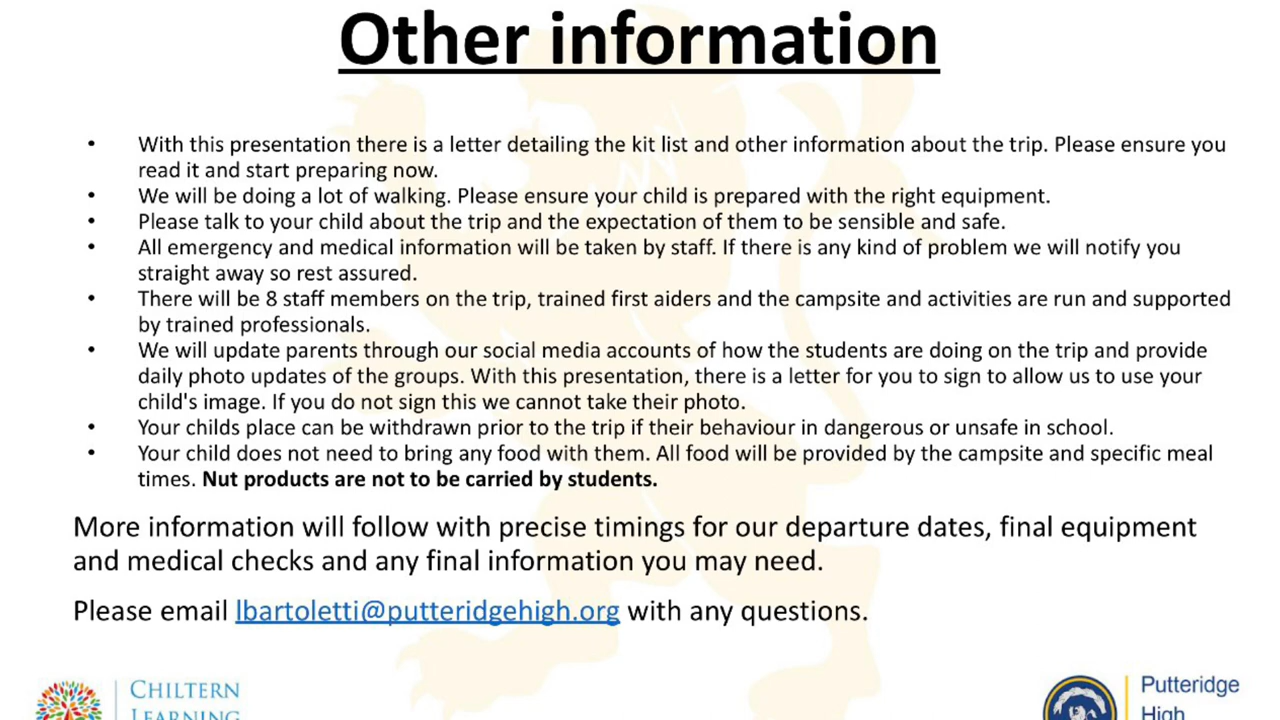 Other information
• With this presentation there is a letter detailing the kit list and other information about the trip. Please ensure you
read it and start preparing now.
• We will be doing a lot of walking. Please ensure your child is prepared with the right equipment.
• Please talk to your child about the trip and the expectation of them to be sensible and safe.
• All emergency and medical information will be taken by staff. If there is any kind of problem we will notify you
straight away so rest assured.
• There will be 8 staff members on the trip, trained first aiders and the campsite and activities are run and supported
by trained professionals.
• We will update parents through our social media accounts of how the students are doing on the trip and provide
daily photo updates of the groups. With this presentation, there is a letter for you to sign to allow us to use your
child's image. If you do not sign this we cannot take their photo.
• Your childs place can be withdrawn prior to the trip if their behaviour in dangerous or unsafe in school.
• Your child does not need to bring any food with them. All food will be provided by the campsite and specific meal
times. Nut products are not to be carried by students.
More information will follow with precise timings for our departure dates, final equipment
and medical checks and any final information you may need.
Please email lbartoletti@putteridgehigh.org with any questions.
CHILTERN
LEARNING
Putteridge
High